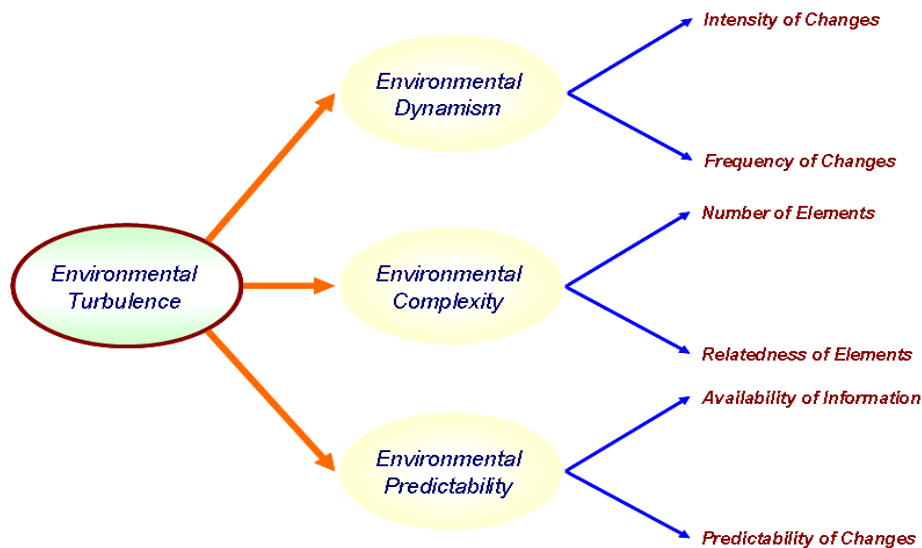 Intensity of Changes
Environmental
Dynamism
Frequency of Changes
Number of Elements
Environmental
Turbulence
Environmental
Complexity
Relatedness of Elements
Availability of Information
Environmental
Predictability
Predictability of Changes